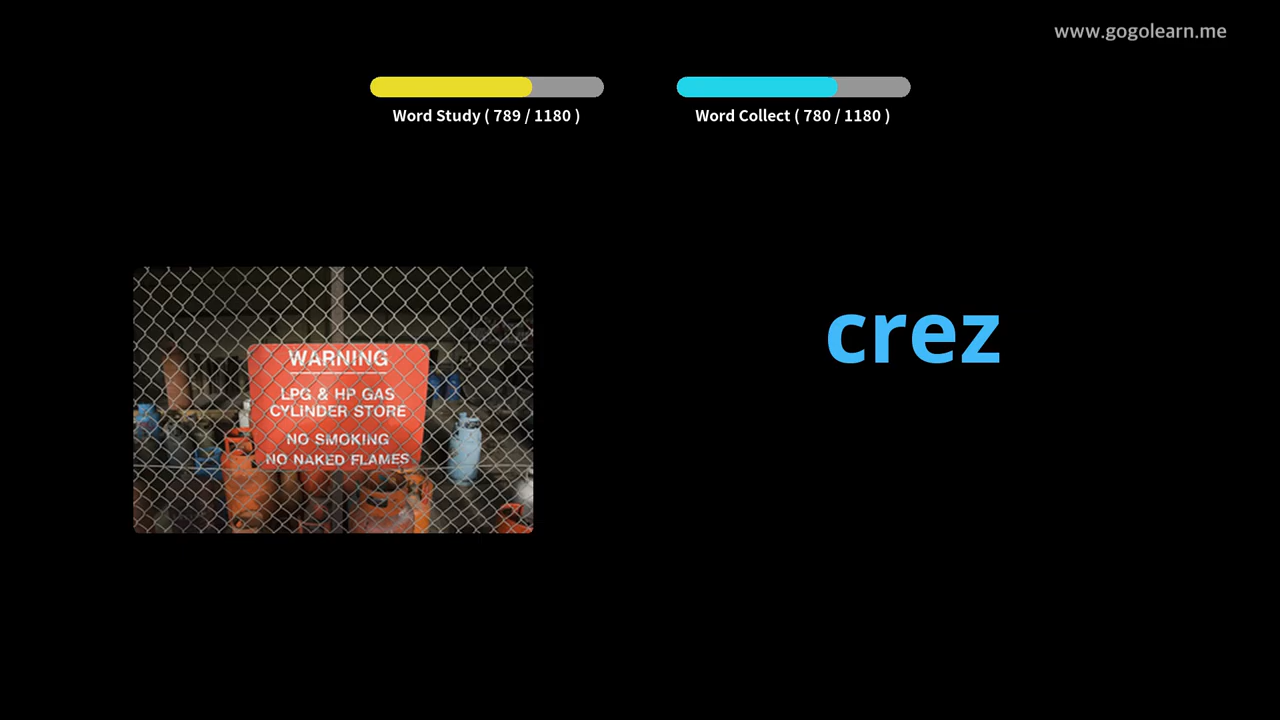 www.gogolearn.me
Word Study ( 789 / 1180 )
Word Collect ( 780 / 1180 )
WARNING
LPG & HP GAS
CYLINDER STORE
NO SMOKING
NO NAKED FLAMES
crez